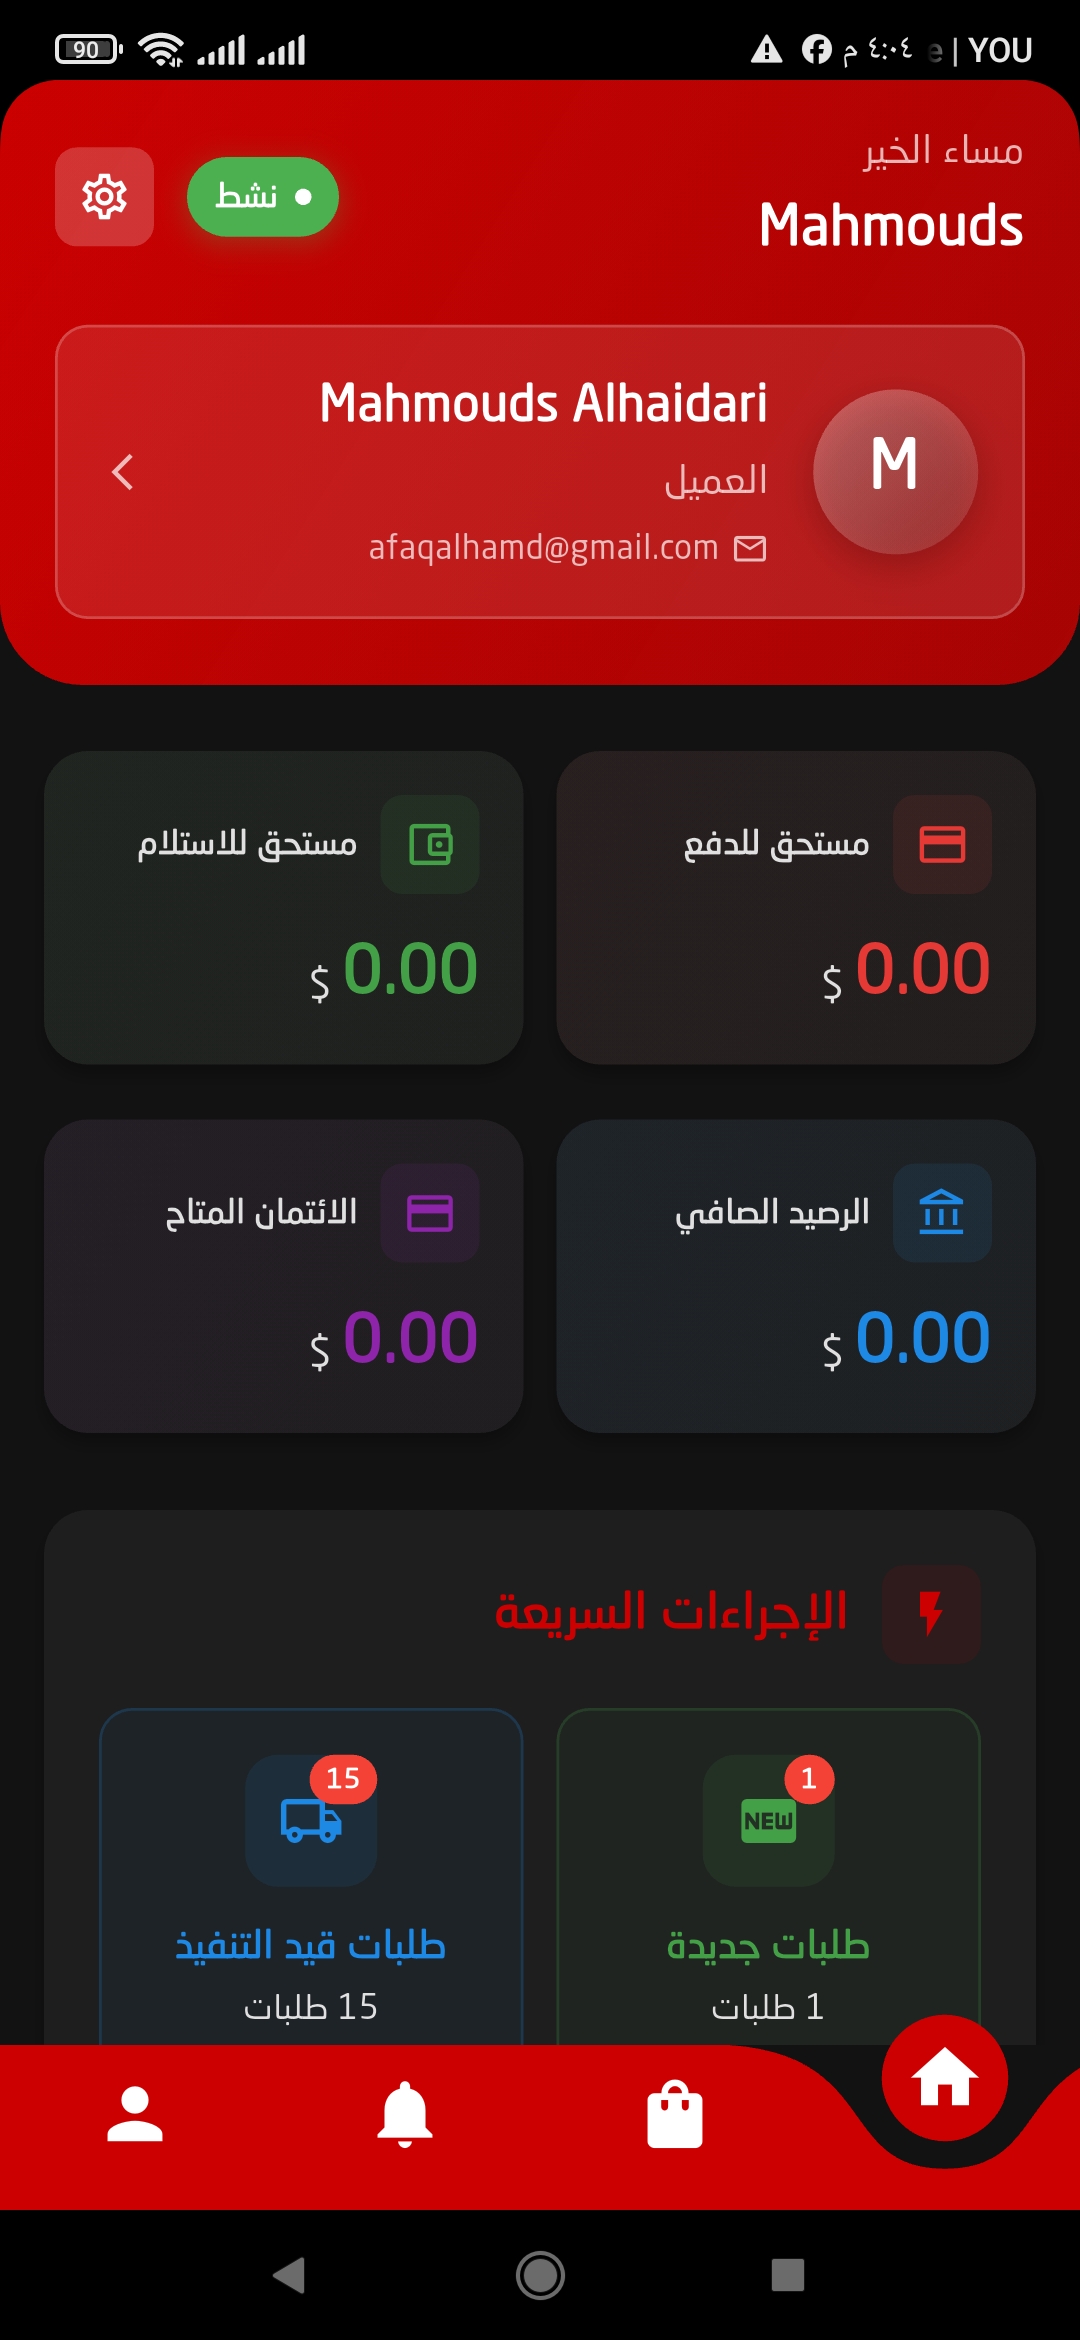 90
م ٤:٠٤
e | YOU
مساء الخير
Mahmouds
نشط
Mahmouds Alhaidari
M
العميل
afaqalhamd@gmail.com
مستحق للدفع
0.00 $
مستحق للاستلام
0.00 $
الرصيد الصافي
0.00 $
الائتمان المتاح
0.00 $
الإجراءات السريعة
1
NEW
طلبات جديدة
1 طلبات
15
طلبات قيد التنفيذ
15 طلبات